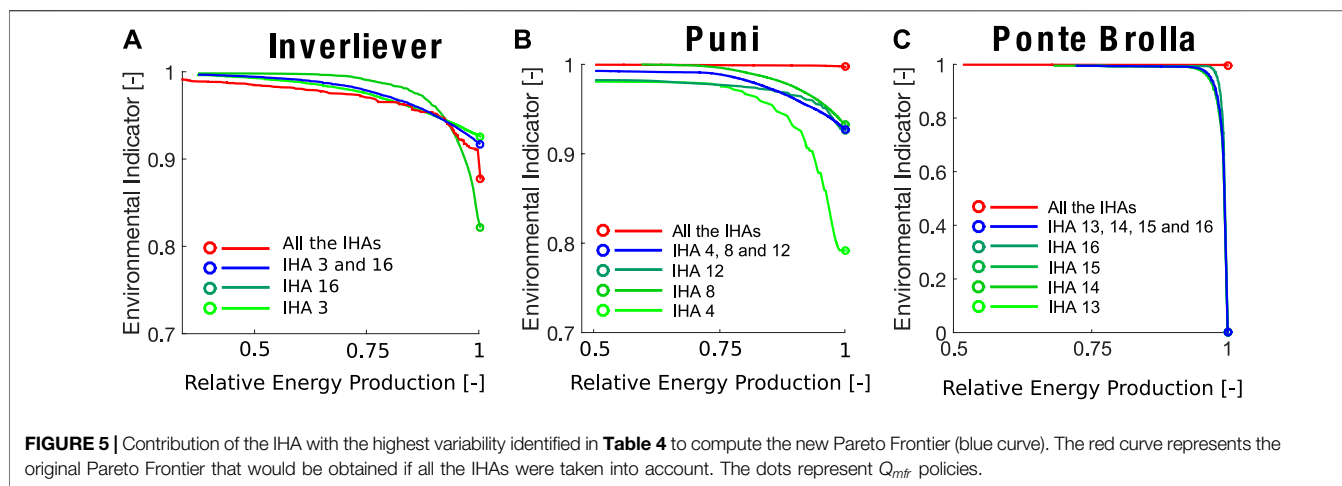 A
Inverliever
Environmental Indicator [-]
1
0.9
0.8
0.7
0.5
0.75
1
Relative Energy Production [-]
All the IHAs
IHA 3 and 16
IHA 16
IHA 3
B
Puni
Environmental Indicator [-]
1
0.9
0.8
0.7
0.5
0.75
1
Relative Energy Production [-]
All the IHAs
IHA 4, 8 and 12
IHA 12
IHA 8
IHA 4
C
Ponte Brolla
Environmental Indicator [-]
1
0.8
0.6
0.4
0.2
0
0.5
0.75
1
Relative Energy Production [-]
All the IHAs
IHA 13, 14, 15 and 16
IHA 16
IHA 15
IHA 14
IHA 13
FIGURE 5 | Contribution of the IHA with the highest variability identified in Table 4 to compute the new Pareto Frontier (blue curve). The red curve represents the
original Pareto Frontier that would be obtained if all the IHAs were taken into account. The dots represent Qmfr policies.